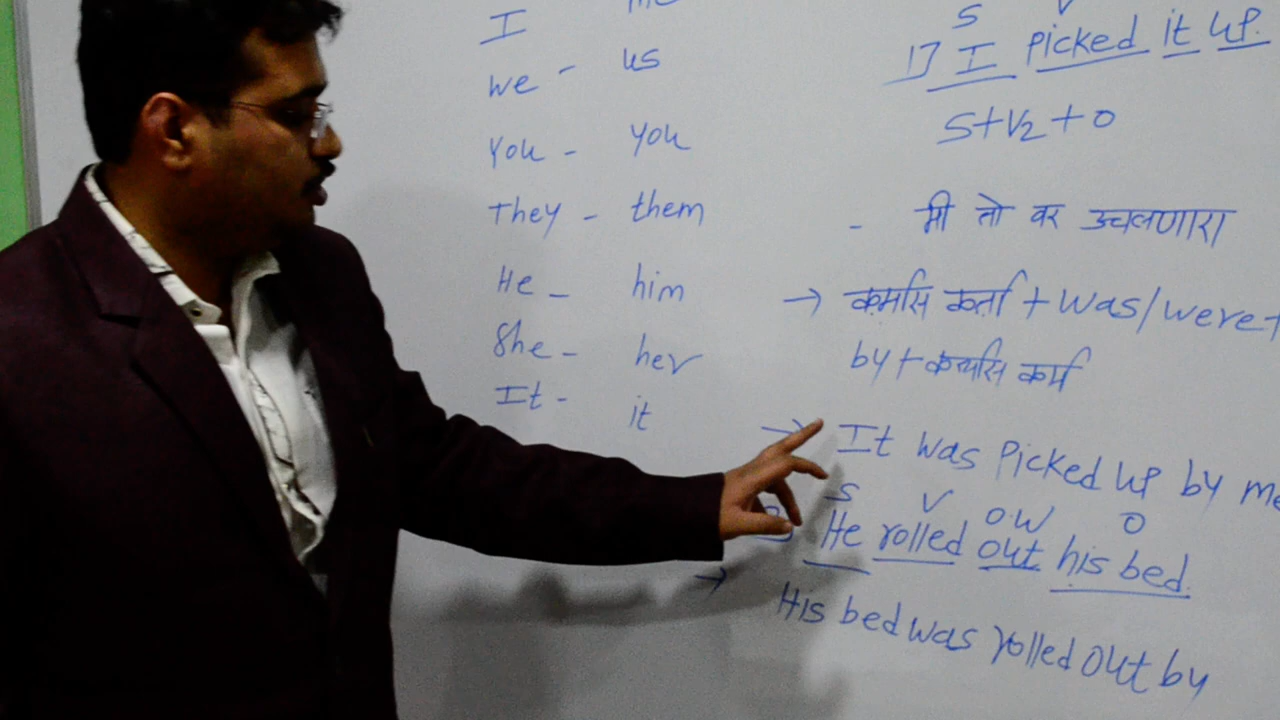 I me
we - us
You - you
They - them
He - him
She - her
It - it
S V
1] I picked it up.
S+V2+O
- मी तो वर उचलणारा
→ कर्माचे कर्ता + was/were+
by + कर्त्याचे कर्म
→ It was Picked up by me
S V OW O
He rolled out his bed.
→ His bed was rolled out by